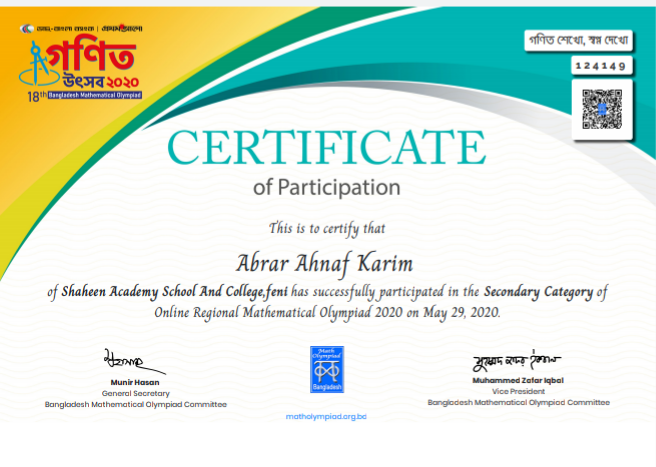 গণিত
উৎসব ২০২০
18th Bangladesh Mathematical Olympiad
গণিত শেখো, স্বপ্ন দেখো
124149
CERTIFICATE
of Participation
This is to certify that
Abrar Ahnaf Karim
of Shaheen Academy School And College,feni has successfully participated in the Secondary Category of
Online Regional Mathematical Olympiad 2020 on May 29, 2020.
Math
Olympiad
Bangladesh
Munir Hasan
General Secretary
Bangladesh Mathematical Olympiad Committee
matholympiad.org.bd
Muhammed Zafar Iqbal
Vice President
Bangladesh Mathematical Olympiad Committee